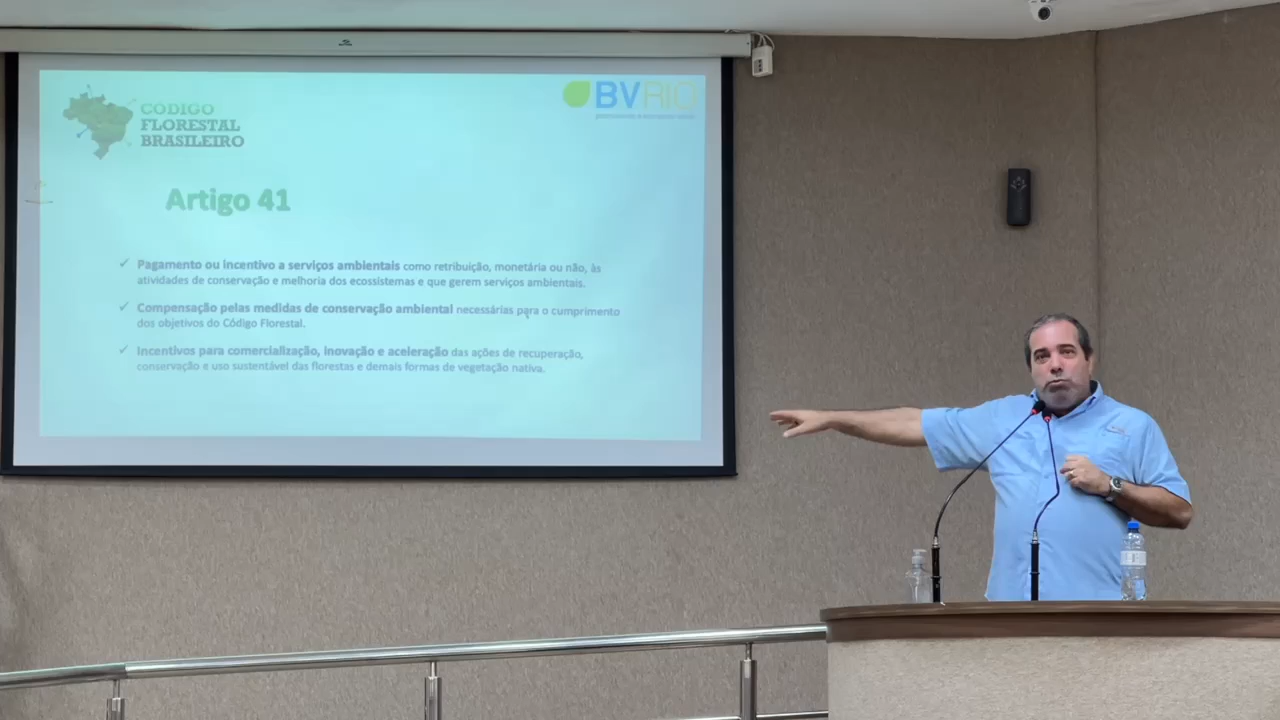 CÓDIGO
FLORESTAL
BRASILEIRO
BVRIO
Artigo 41
✓ Pagamento ou incentivo a serviços ambientais como retribuição, monetária ou não, às
atividades de conservação e melhoria dos ecossistemas e que gerem serviços ambientais.
✓ Compensação pelas medidas de conservação ambiental necessárias para o cumprimento
dos objetivos do Código Florestal.
✓ Incentivos para comercialização, inovação e aceleração das ações de recuperação,
conservação e uso sustentável das florestas e demais formas de vegetação nativa.